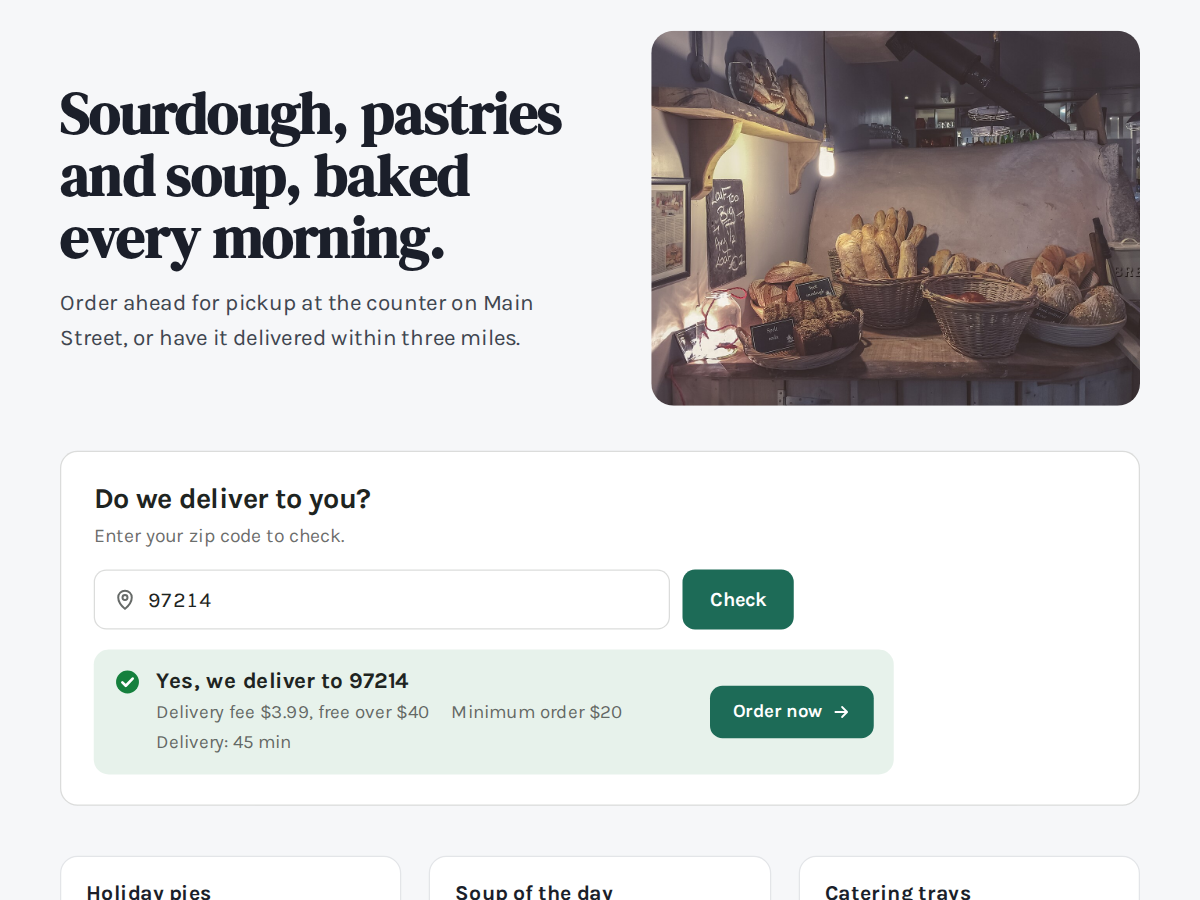 Sourdough, pastries
and soup, baked
every morning.
Order ahead for pickup at the counter on Main
Street, or have it delivered within three miles.
Do we deliver to you?
Enter your zip code to check.
97214
Check
Yes, we deliver to 97214
Delivery fee $3.99, free over $40 Minimum order $20
Delivery: 45 min
Order now
Holiday pies
Soup of the day
Catering trays